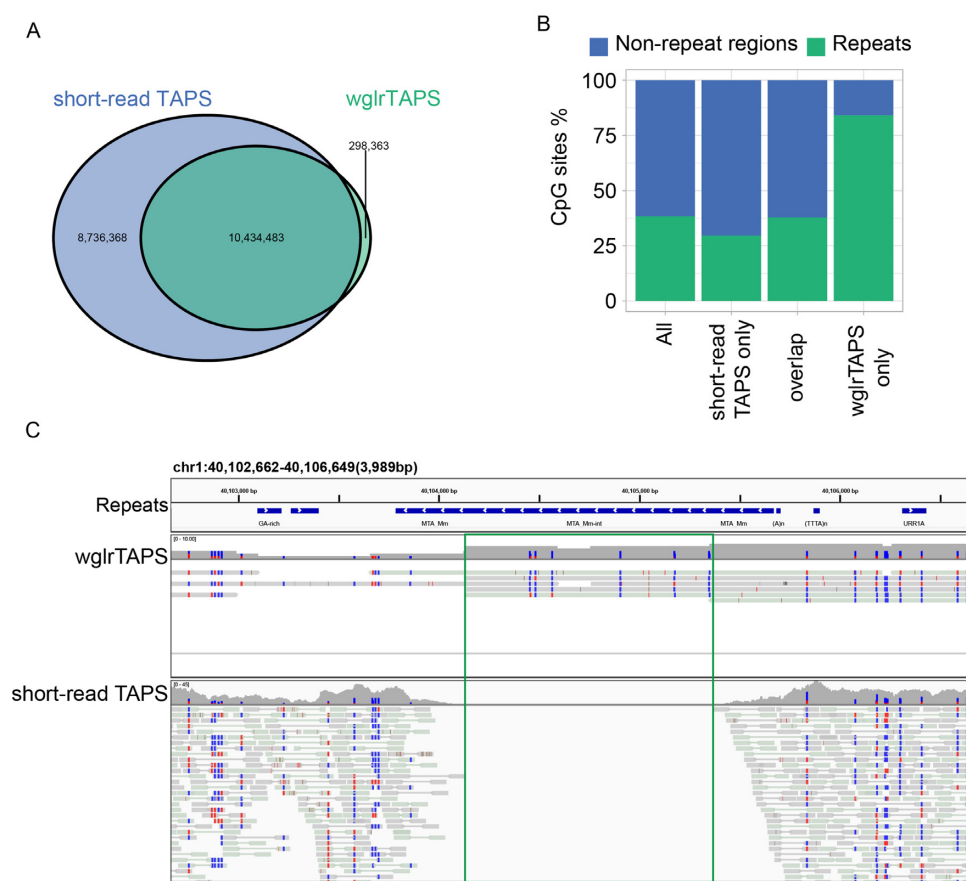 A
short-read TAPS
wglrTAPS
298,363
8,736,368
10,434,483
B
Non-repeat regions
Repeats
CpG sites %
100
75
50
25
0
All
short-read
TAPS only
overlap
wglrTAPS
only
C
chr1:40,102,662-40,106,649(3,989bp)
40,103,000 bp
40,104,000 bp
40,105,000 bp
40,106,000 bp
Repeats
GA-rich
MTA_Mm
MTA_Mm-int
MTA_Mm
(A)n
(TTTA)n
URR1A
wglrTAPS
[0 - 10.00]
short-read TAPS
[0 - 45]